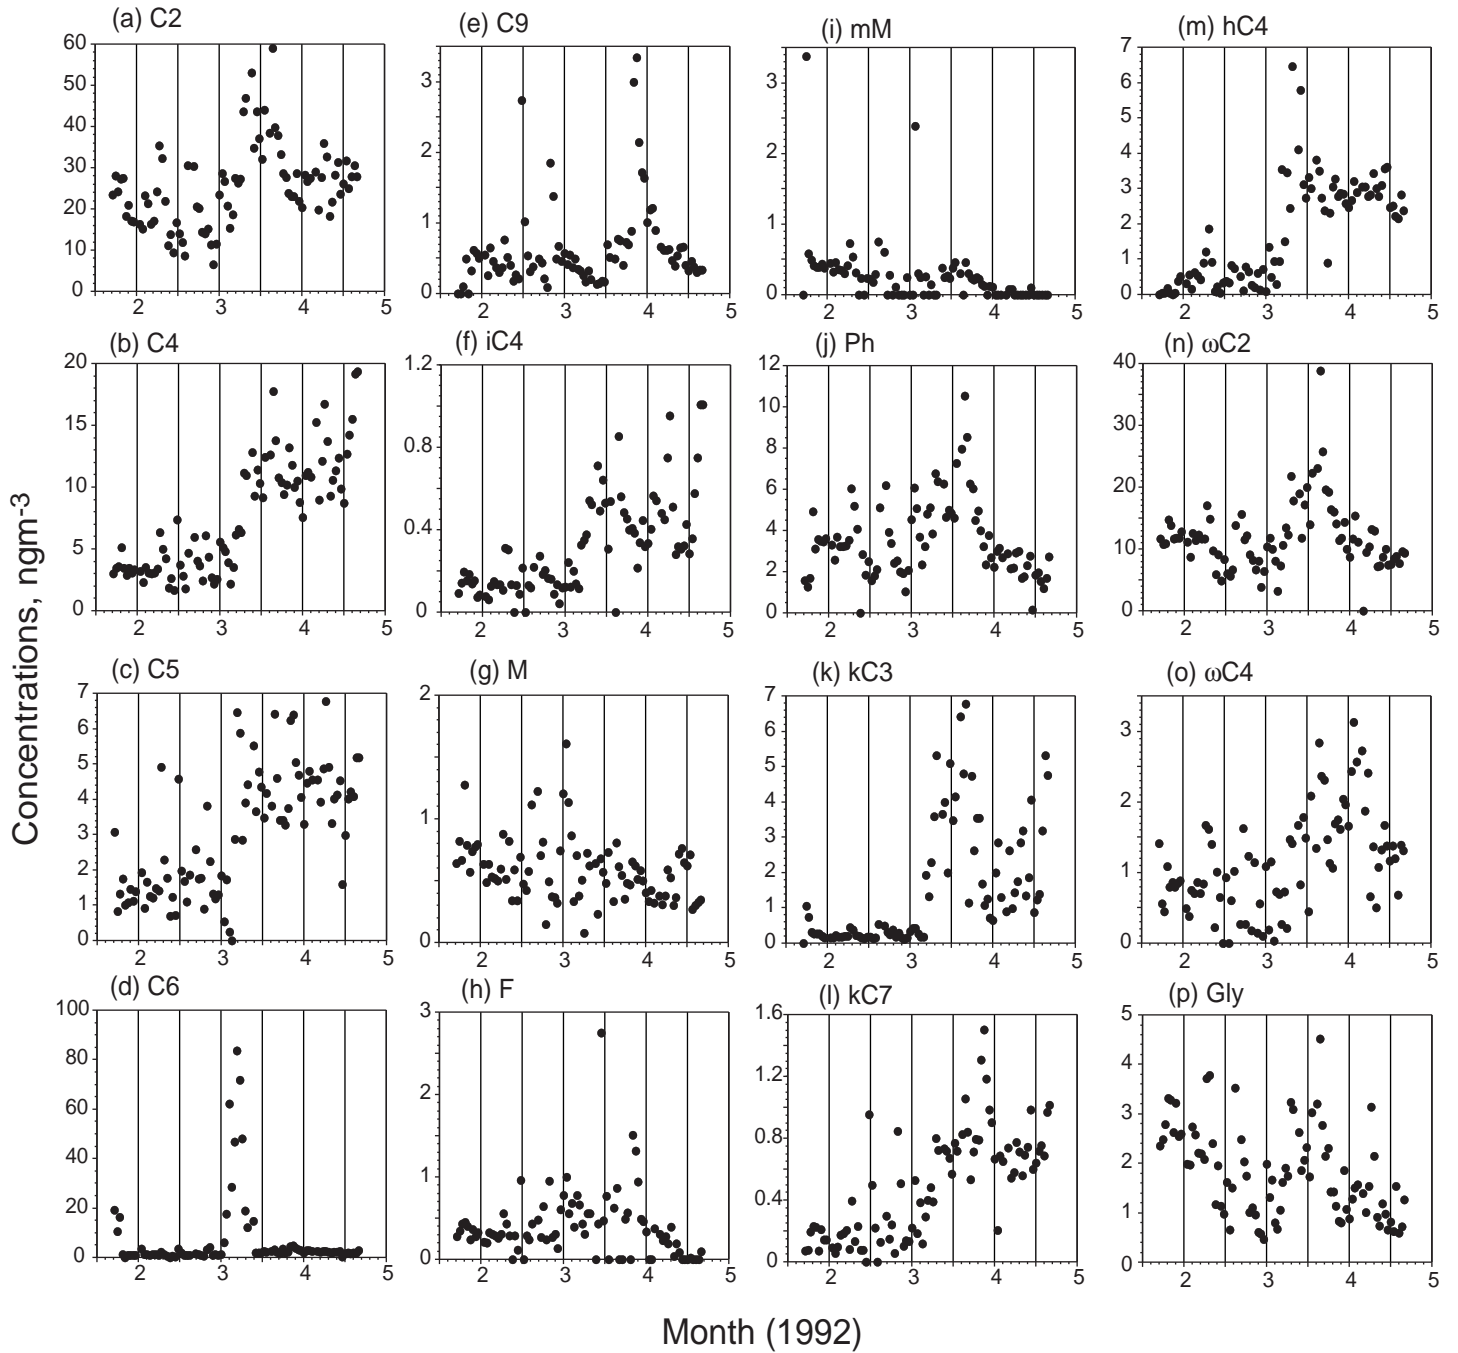 (a) C2
60
50
40
30
20
10
0
2 3 4 5
(e) C9
3
2
1
0
2 3 4 5
(i) mM
3
2
1
0
2 3 4 5
(m) hC4
7
6
5
4
3
2
1
0
2 3 4 5
(b) C4
20
15
10
5
0
2 3 4 5
(f) iC4
1.2
0.8
0.4
0
2 3 4 5
(j) Ph
12
10
8
6
4
2
0
2 3 4 5
(n) ωC2
40
30
20
10
0
2 3 4 5
(c) C5
7
6
5
4
3
2
1
0
2 3 4 5
(g) M
2
1
0
2 3 4 5
(k) kC3
7
6
5
4
3
2
1
0
2 3 4 5
(o) ωC4
3
2
1
0
2 3 4 5
(d) C6
100
80
60
40
20
0
2 3 4 5
(h) F
3
2
1
0
2 3 4 5
(l) kC7
1.6
1.2
0.8
0.4
0
2 3 4 5
(p) Gly
5
4
3
2
1
0
2 3 4 5
Concentrations, ngm-3
Month (1992)